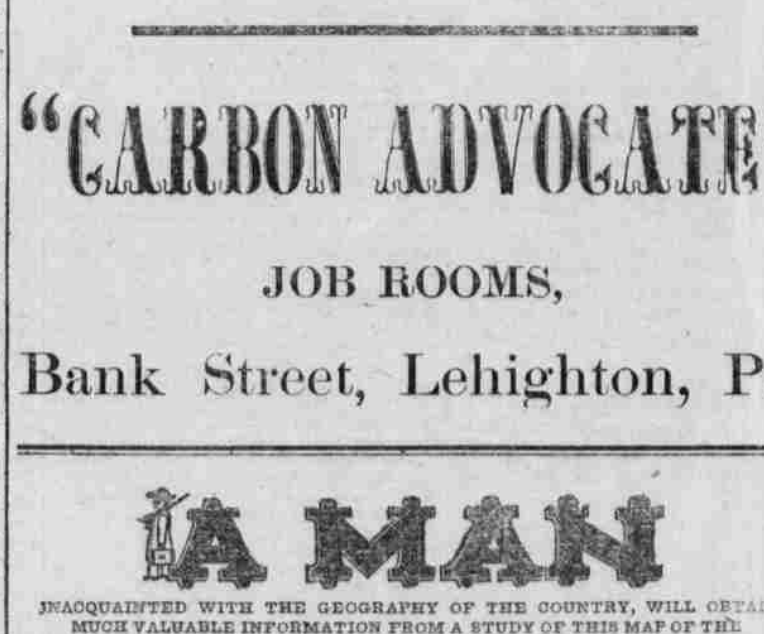 "CARBON ADVOCATE
JOB ROOMS,
Bank Street, Lehighton, P
A MAN
UNACQUAINTED WITH THE GEOGRAPHY OF THE COUNTRY, WILL OBTAI
MUCH VALUABLE INFORMATION FROM A STUDY OF THIS MAP OF THE